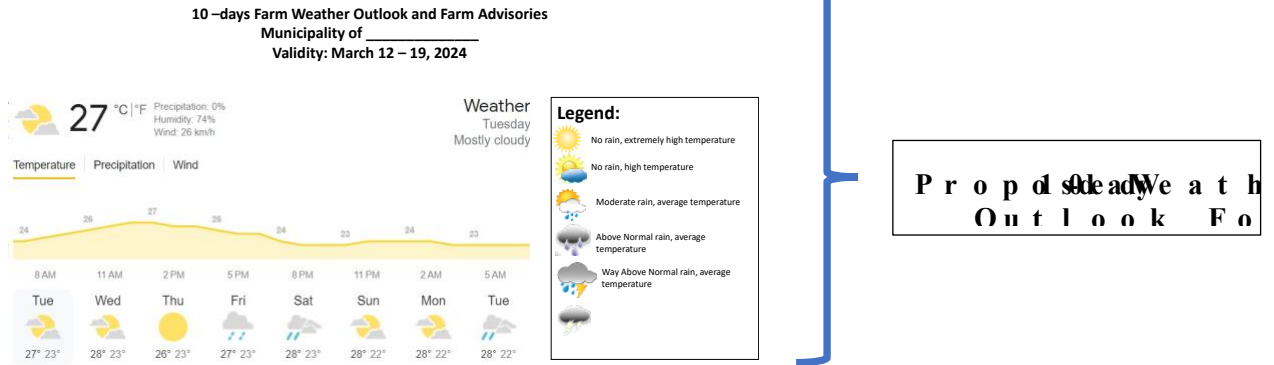 10 –days Farm Weather Outlook and Farm Advisories
Municipality of ______________
Validity: March 12 – 19, 2024
27 °C|°F
Precipitation: 0%
Humidity: 74%
Wind: 26 km/h
Weather
Tuesday
Mostly cloudy
Temperature Precipitation Wind
24 26 27 26 24 23 24 23
8 AM 11 AM 2 PM 5 PM 8 PM 11 PM 2 AM 5 AM
Tue Wed Thu Fri Sat Sun Mon Tue
27° 23° 28° 23° 26° 23° 27° 23° 28° 23° 28° 22° 28° 22° 28° 22°
Legend:
No rain, extremely high temperature
No rain, high temperature
Moderate rain, average temperature
Above Normal rain, average
temperature
Way Above Normal rain, average
temperature
Outlook Fo